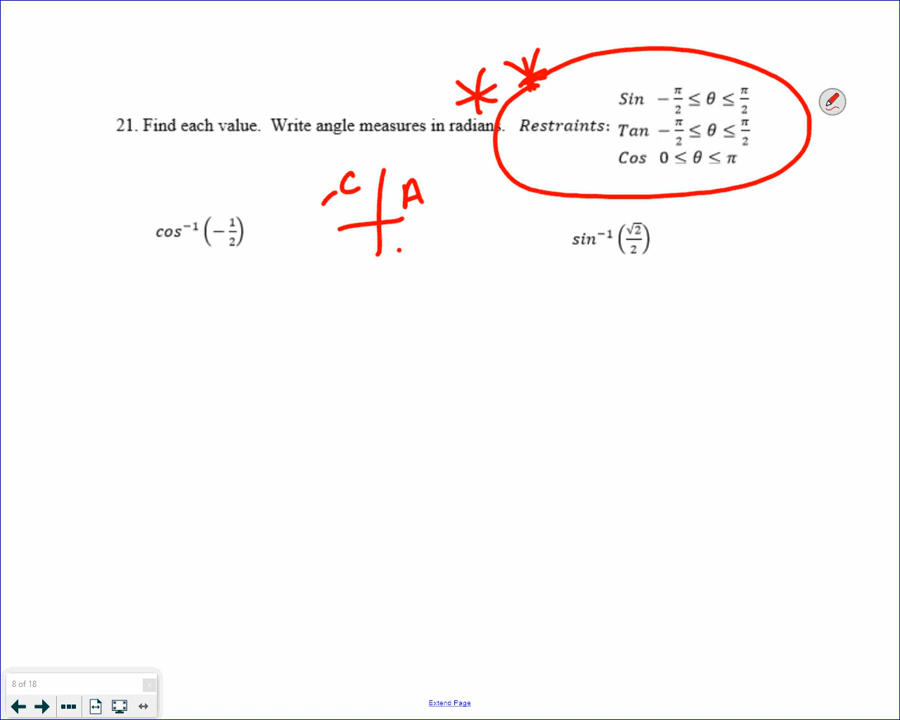 Sin −π/2 ≤ θ ≤ π/2
21. Find each value. Write angle measures in radians. Restraints: Tan −π/2 ≤ θ ≤ π/2
Cos 0 ≤ θ ≤ π
C A
cos⁻¹(−1/2) sin⁻¹(√2/2)
8 of 18
Extend Page